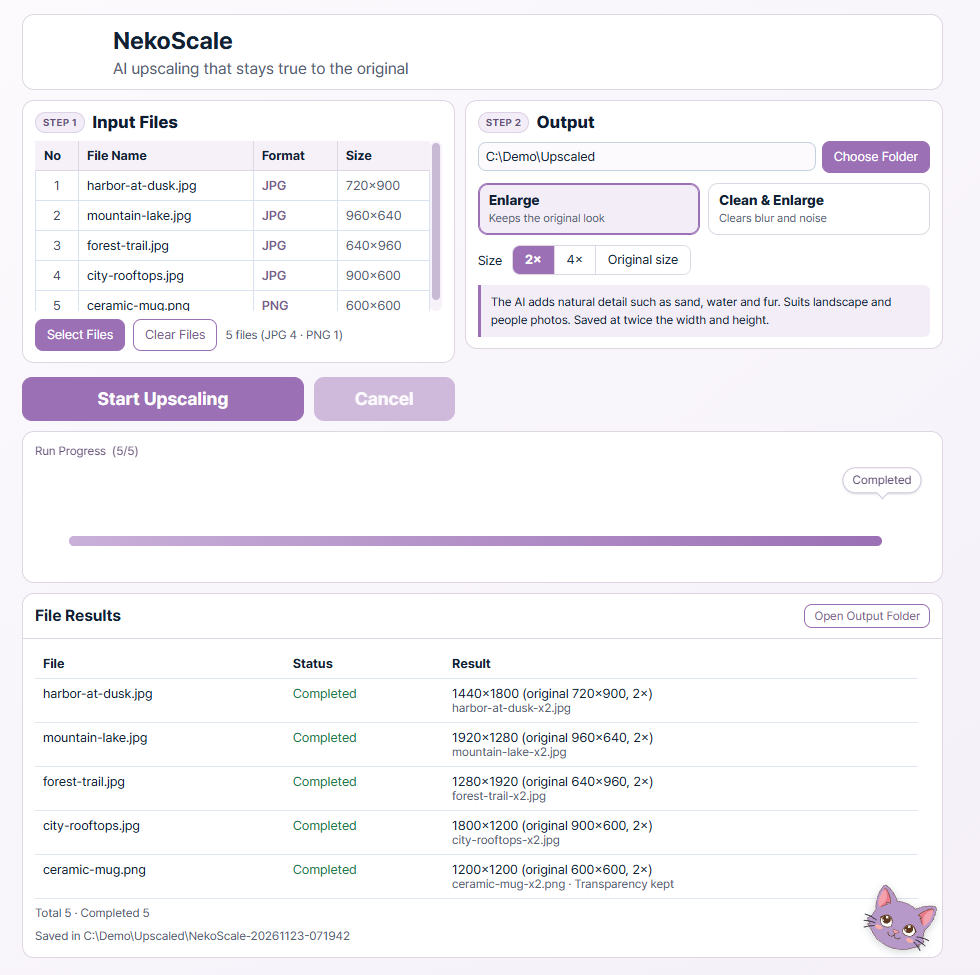 NekoScale
AI upscaling that stays true to the original
STEP 1 Input Files
No File Name Format Size
1 harbor-at-dusk.jpg JPG 720×900
2 mountain-lake.jpg JPG 960×640
3 forest-trail.jpg JPG 640×960
4 city-rooftops.jpg JPG 900×600
5 ceramic-mug.png PNG 600×600
Select Files Clear Files 5 files (JPG 4 · PNG 1)
STEP 2 Output
C:\Demo\Upscaled Choose Folder
Enlarge
Keeps the original look
Clean & Enlarge
Clears blur and noise
Size 2× 4× Original size
The AI adds natural detail such as sand, water and fur. Suits landscape and
people photos. Saved at twice the width and height.
Start Upscaling Cancel
Run Progress (5/5)
Completed
File Results Open Output Folder
File Status Result
harbor-at-dusk.jpg Completed 1440×1800 (original 720×900, 2×)
harbor-at-dusk-x2.jpg
mountain-lake.jpg Completed 1920×1280 (original 960×640, 2×)
mountain-lake-x2.jpg
forest-trail.jpg Completed 1280×1920 (original 640×960, 2×)
forest-trail-x2.jpg
city-rooftops.jpg Completed 1800×1200 (original 900×600, 2×)
city-rooftops-x2.jpg
ceramic-mug.png Completed 1200×1200 (original 600×600, 2×)
ceramic-mug-x2.png · Transparency kept
Total 5 · Completed 5
Saved in C:\Demo\Upscaled\NekoScale-20261123-071942